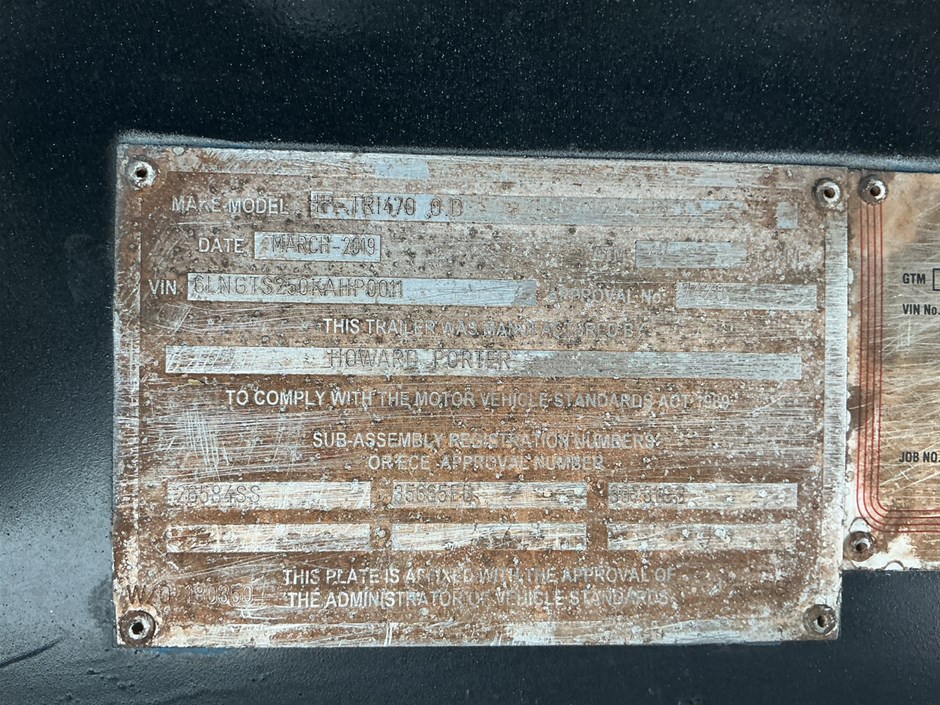 MAKE-MODEL HP-TRI470 O.D
DATE MARCH-2019
VIN 6LNGTS250KAHP0011 APPROVAL No.
THIS TRAILER WAS MANUFACTURED BY
HOWARD PORTER
TO COMPLY WITH THE MOTOR VEHICLE STANDARDS ACT 1989
SUB-ASSEMBLY REGISTRATION NUMBERS
OR ECE APPROVAL NUMBER
THIS PLATE IS AFFIXED WITH THE APPROVAL OF
THE ADMINISTRATOR OF VEHICLE STANDARDS
W/O
GTM
VIN No.
JOB NO.